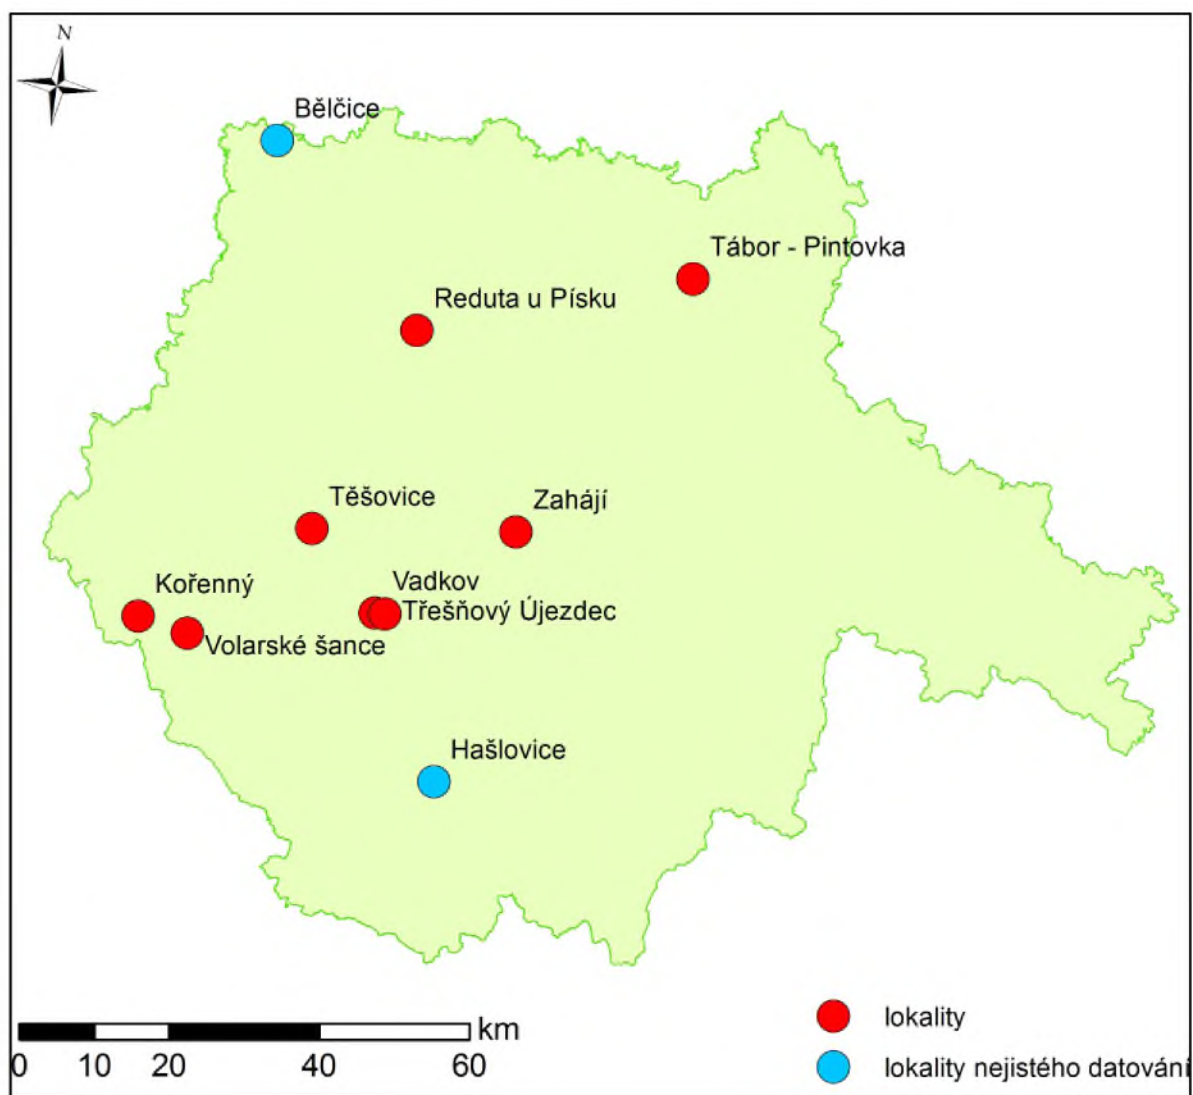 N
Bělčice
Tábor - Pintovka
Reduta u Písku
Těšovice
Zahájí
Kořenný
Vadkov
Třešňový Újezdec
Volarské šance
Hašlovice
km
0 10 20 40 60
lokality
lokality nejistého datování